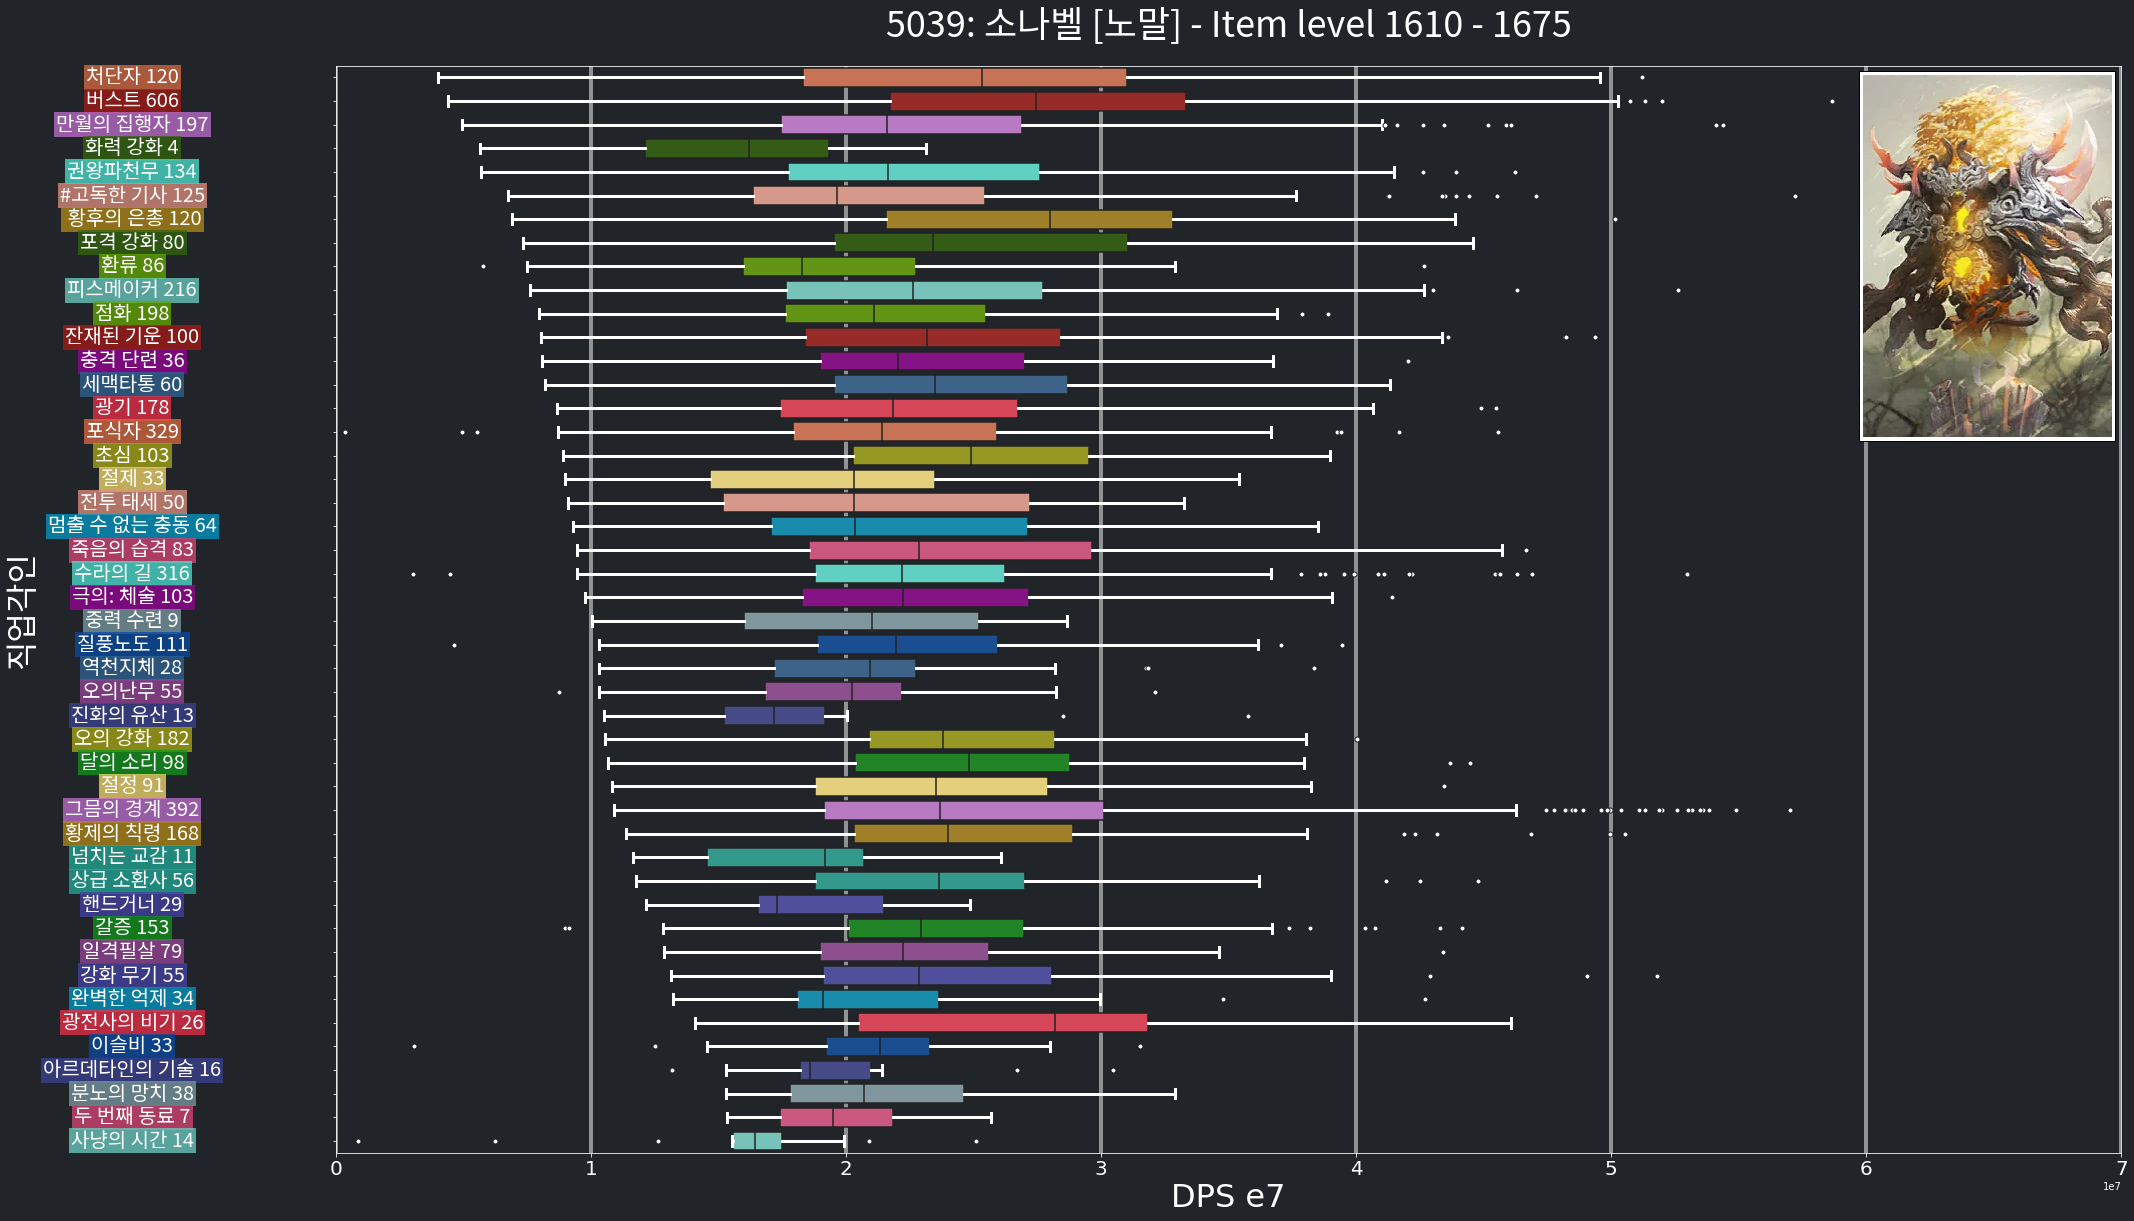 5039: 소나벨 [노말] - Item level 1610 - 1675
처단자 120
버스트 606
만월의 집행자 197
화력 강화 4
권왕파천무 134
#고독한 기사 125
황후의 은총 120
포격 강화 80
환류 86
피스메이커 216
점화 198
잔재된 기운 100
충격 단련 36
세맥타통 60
광기 178
포식자 329
초심 103
절제 33
전투 태세 50
멈출 수 없는 충동 64
죽음의 습격 83
수라의 길 316
극의: 체술 103
중력 수련 9
질풍노도 111
역천지체 28
오의난무 55
진화의 유산 13
오의 강화 182
달의 소리 98
절정 91
그믐의 경계 392
황제의 칙령 168
넘치는 교감 11
상급 소환사 56
핸드거너 29
갈증 153
일격필살 79
강화 무기 55
완벽한 억제 34
광전사의 비기 26
이슬비 33
아르데타인의 기술 16
분노의 망치 38
두 번째 동료 7
사냥의 시간 14
직업각인
0 1 2 3 4 5 6 7
1e7
DPS e7